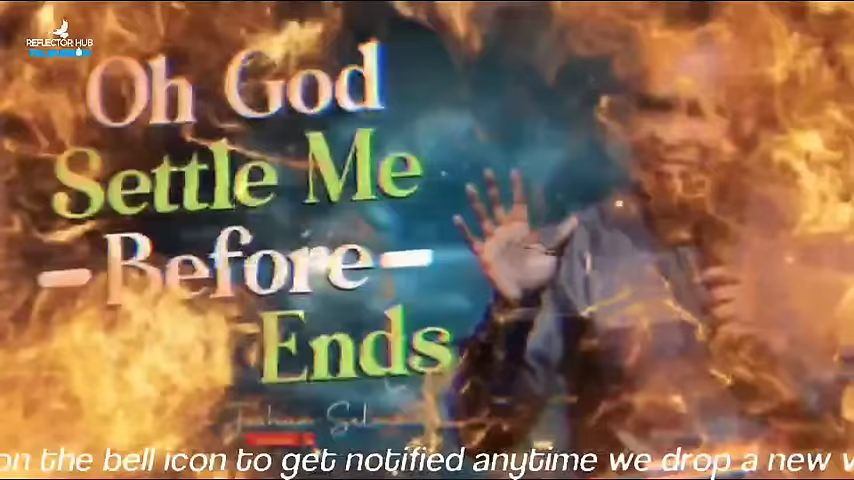 REFLECTOR HUB
TELEVISION
Oh God
Settle Me
-Before-
Ends
on the bell icon to get notified anytime we drop a new v